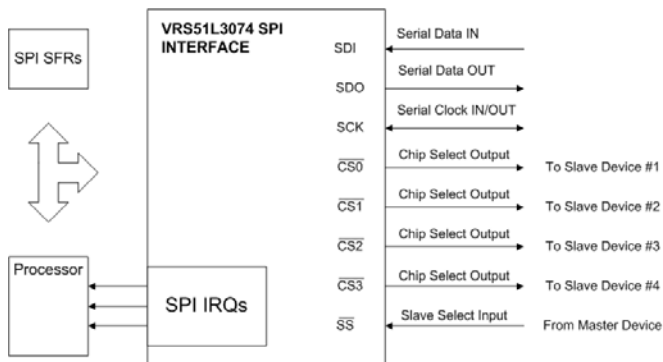 VRS51L3074 SPI
INTERFACE
SPI SFRs
SDI
Serial Data IN
SDO
Serial Data OUT
SCK
Serial Clock IN/OUT
CS0
Chip Select Output
To Slave Device #1
CS1
Chip Select Output
To Slave Device #2
CS2
Chip Select Output
To Slave Device #3
Processor
CS3
Chip Select Output
To Slave Device #4
SPI IRQs
SS
Slave Select Input
From Master Device